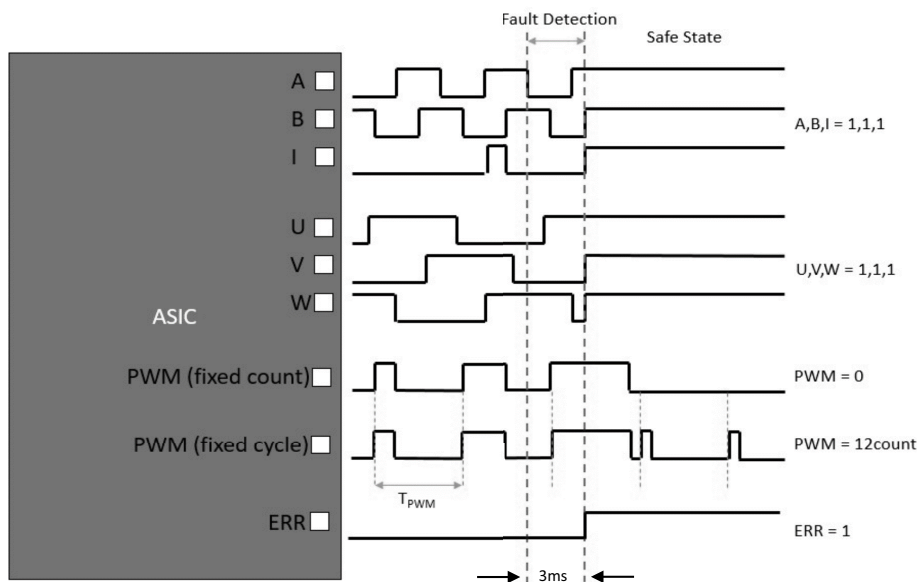 Fault Detection
Safe State
A
B
A,B,I = 1,1,1
I
U
V
U,V,W = 1,1,1
W
ASIC
PWM (fixed count)
PWM = 0
PWM (fixed cycle)
PWM = 12count
TPWM
ERR
ERR = 1
3ms